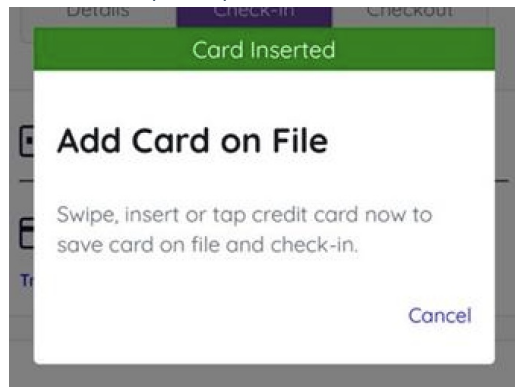 Details Check-in Checkout
Card Inserted
Add Card on File
Swipe, insert or tap credit card now to
save card on file and check-in.
Tr
Cancel